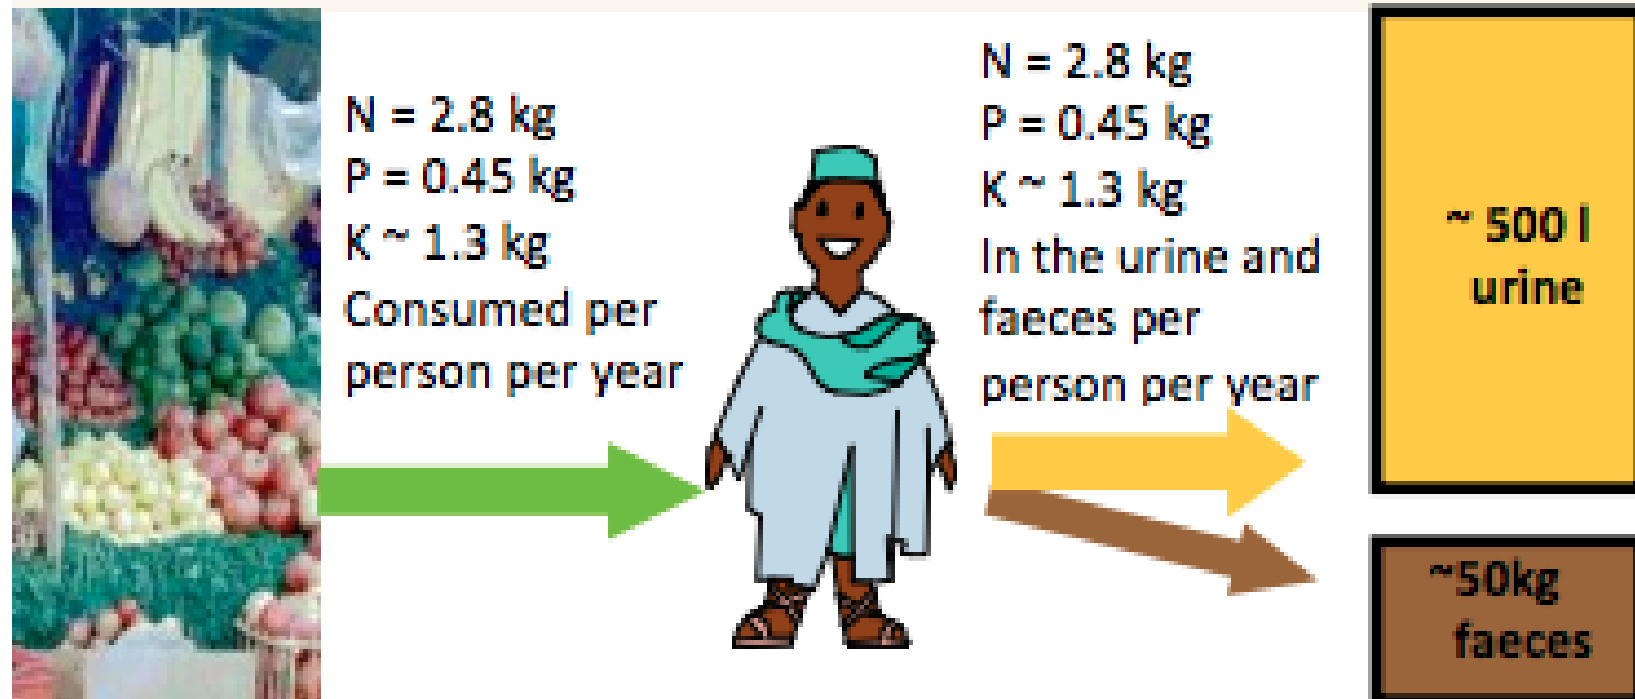 N = 2.8 kg
P = 0.45 kg
K ~ 1.3 kg
Consumed per
person per year
N = 2.8 kg
P = 0.45 kg
K ~ 1.3 kg
In the urine and
faeces per
person per year
~ 500 l
urine
~50kg
faeces